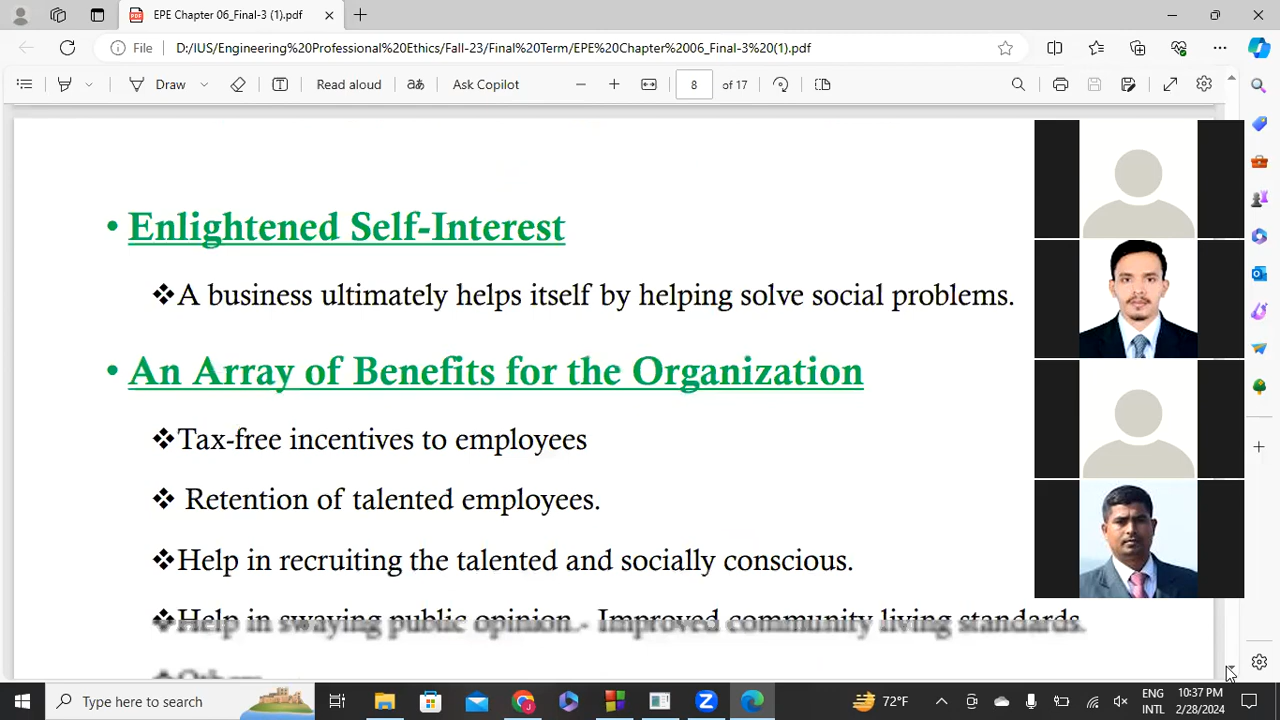 EPE Chapter 06_Final-3 (1).pdf
File D:/IUS/Engineering%20Professional%20Ethics/Fall-23/Final%20Term/EPE%20Chapter%2006_Final-3%20(1).pdf
Draw Read aloud Ask Copilot 8 of 17
• Enlightened Self-Interest
❖A business ultimately helps itself by helping solve social problems.
• An Array of Benefits for the Organization
❖Tax-free incentives to employees
❖ Retention of talented employees.
❖Help in recruiting the talented and socially conscious.
❖Help in swaying public opinion.- Improved community living standards.
Type here to search
72°F
ENG
INTL
10:37 PM
2/28/2024